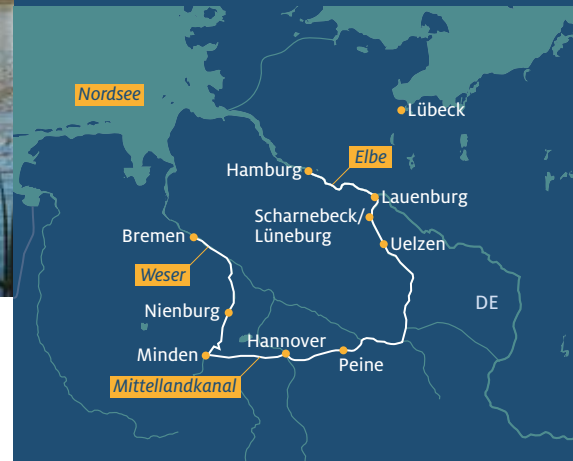 Nordsee
Lübeck
Elbe
Hamburg
Lauenburg
Scharnebeck/
Lüneburg
Bremen
Uelzen
Weser
DE
Nienburg
Hannover
Minden
Peine
Mittellandkanal